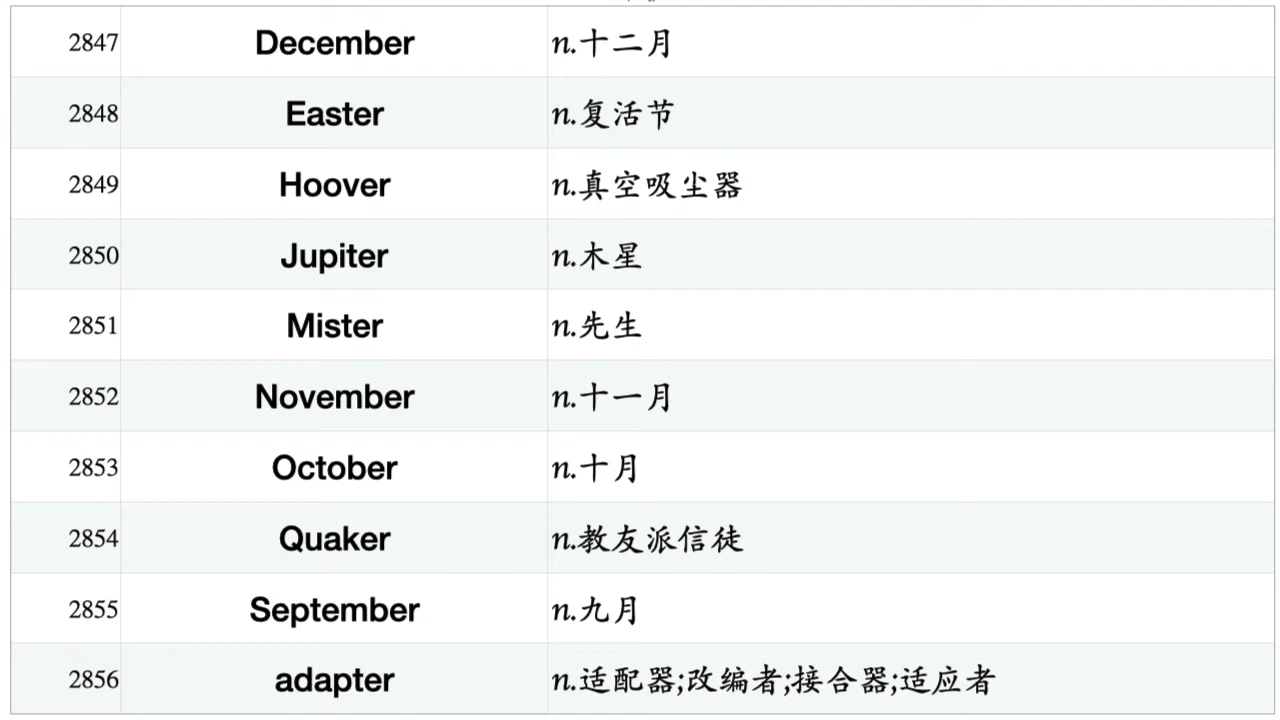 2847 December n.十二月
2848 Easter n.复活节
2849 Hoover n.真空吸尘器
2850 Jupiter n.木星
2851 Mister n.先生
2852 November n.十一月
2853 October n.十月
2854 Quaker n.教友派信徒
2855 September n.九月
2856 adapter n.适配器;改编者;接合器;适应者